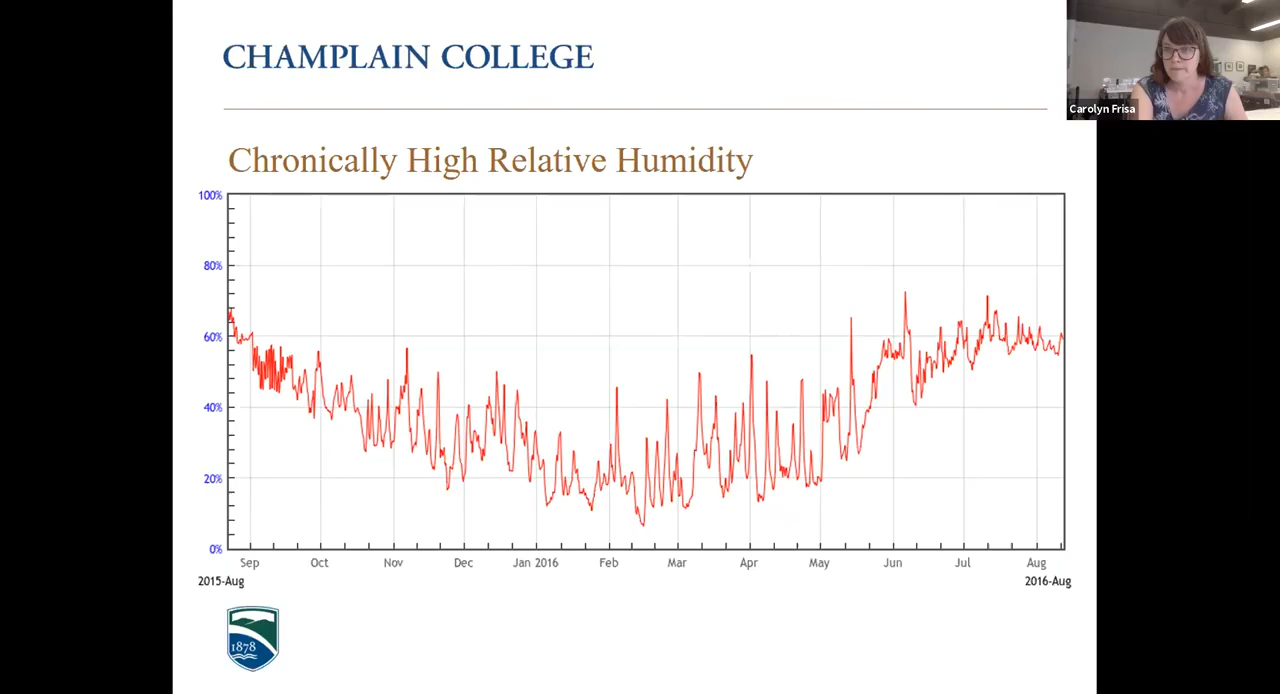 CHAMPLAIN COLLEGE
Carolyn Frisa
Chronically High Relative Humidity
100%
80%
60%
40%
20%
0%
Sep Oct Nov Dec Jan 2016 Feb Mar Apr May Jun Jul Aug
2015-Aug 2016-Aug
1878